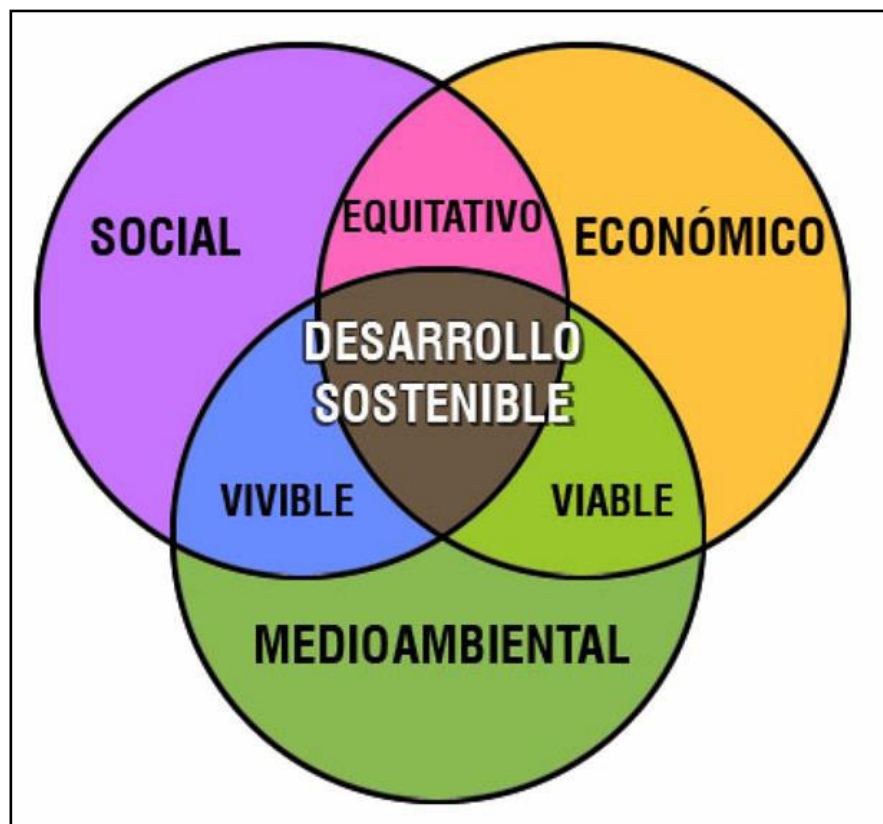 EQUITATIVO
SOCIAL
ECONÓMICO
DESARROLLO
SOSTENIBLE
VIVIBLE
VIABLE
MEDIOAMBIENTAL